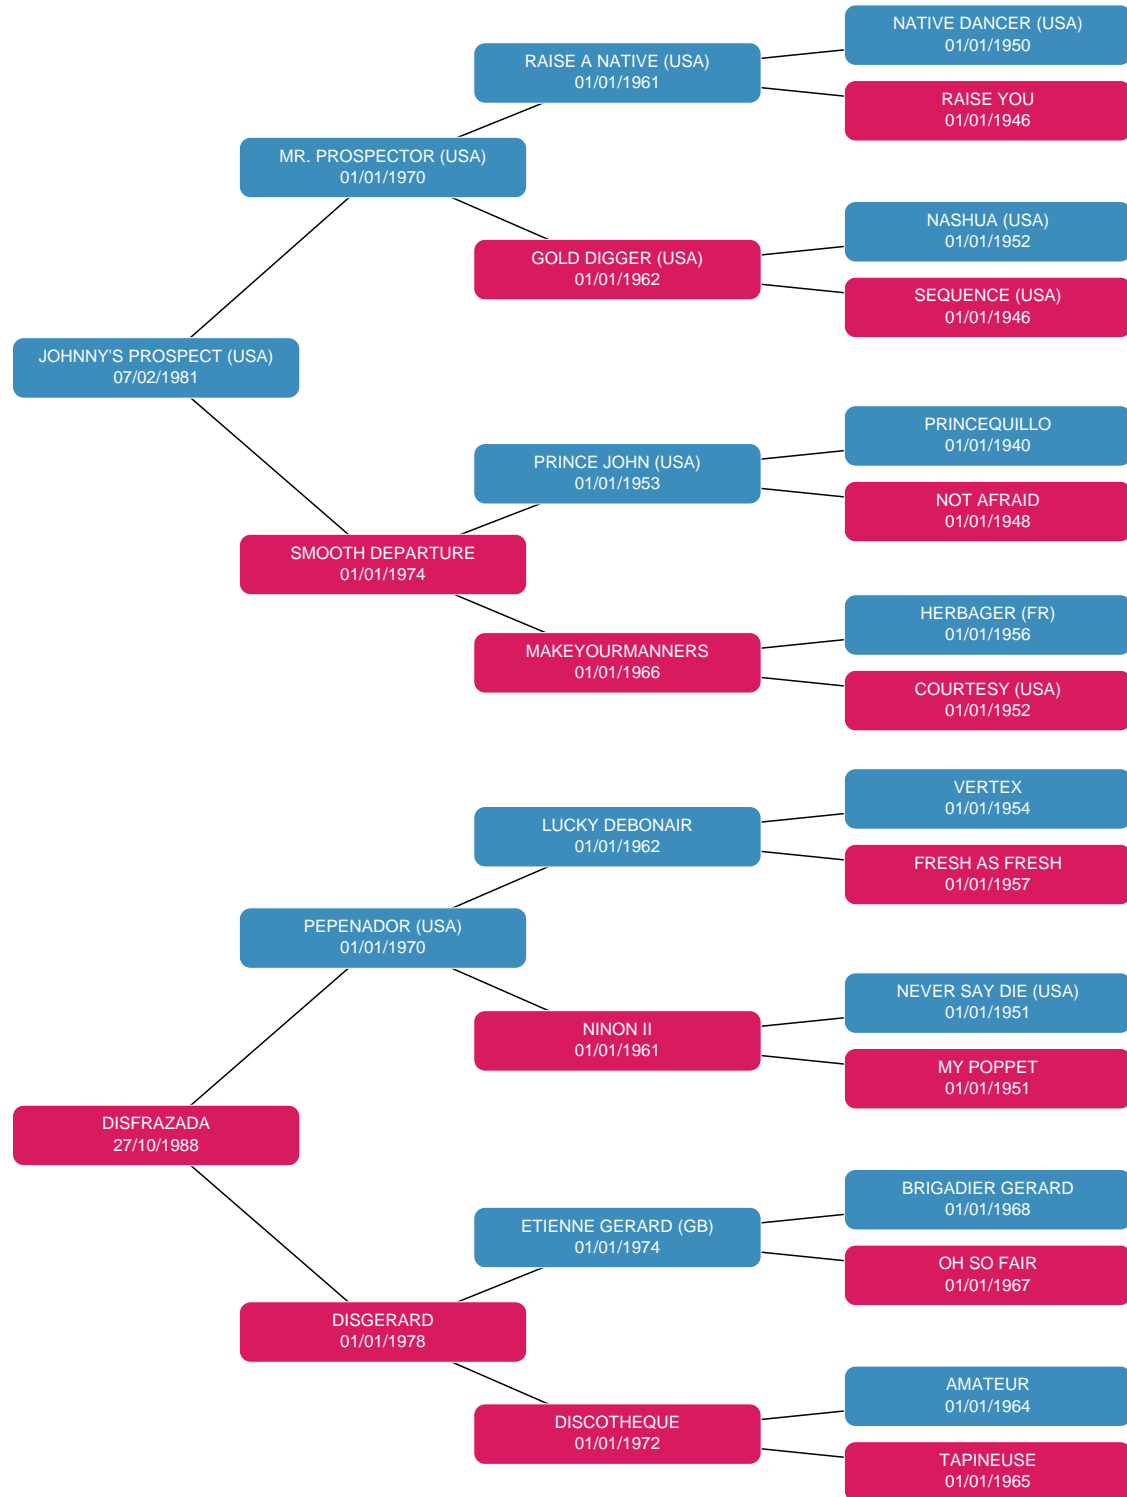 NATIVE DANCER (USA)
01/01/1950
RAISE A NATIVE (USA)
01/01/1961
RAISE YOU
01/01/1946
MR. PROSPECTOR (USA)
01/01/1970
NASHUA (USA)
01/01/1952
GOLD DIGGER (USA)
01/01/1962
SEQUENCE (USA)
01/01/1946
JOHNNY'S PROSPECT (USA)
07/02/1981
PRINCEQUILLO
01/01/1940
PRINCE JOHN (USA)
01/01/1953
NOT AFRAID
01/01/1948
SMOOTH DEPARTURE
01/01/1974
HERBAGER (FR)
01/01/1956
MAKEYOURMANNERS
01/01/1966
COURTESY (USA)
01/01/1952
VERTEX
01/01/1954
LUCKY DEBONAIR
01/01/1962
FRESH AS FRESH
01/01/1957
PEPENADOR (USA)
01/01/1970
NEVER SAY DIE (USA)
01/01/1951
NINON II
01/01/1961
MY POPPET
01/01/1951
DISFRAZADA
27/10/1988
BRIGADIER GERARD
01/01/1968
ETIENNE GERARD (GB)
01/01/1974
OH SO FAIR
01/01/1967
DISGERARD
01/01/1978
AMATEUR
01/01/1964
DISCOTHEQUE
01/01/1972
TAPINEUSE
01/01/1965